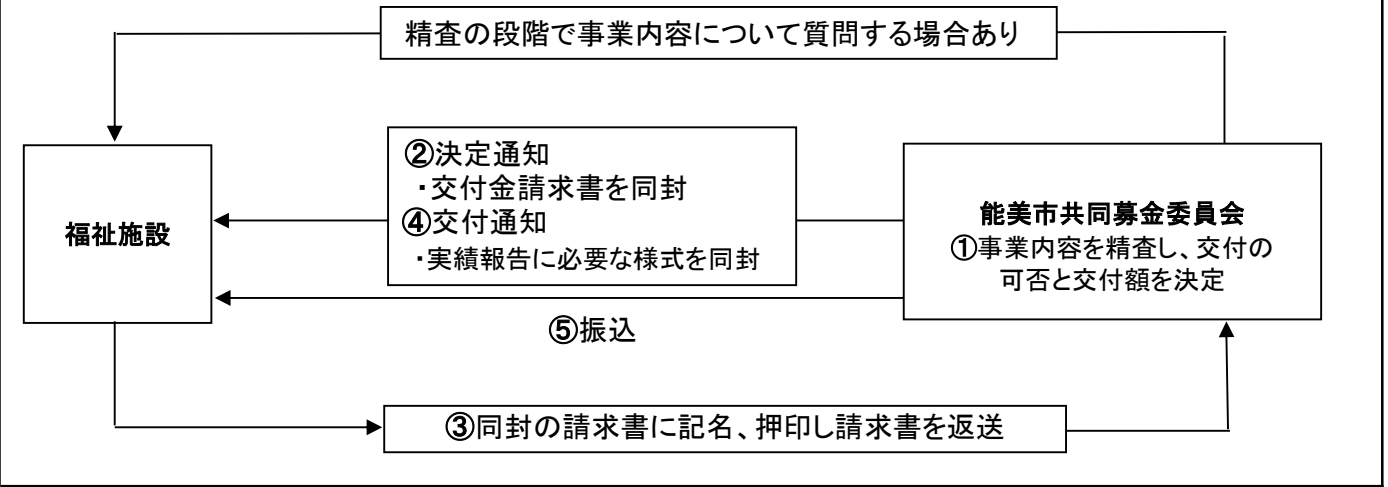 精査の段階で事業内容について質問する場合あり
福祉施設
②決定通知
・交付金請求書を同封
④交付通知
・実績報告に必要な様式を同封
能美市共同募金委員会
①事業内容を精査し、交付の
可否と交付額を決定
⑤振込
③同封の請求書に記名、押印し請求書を返送